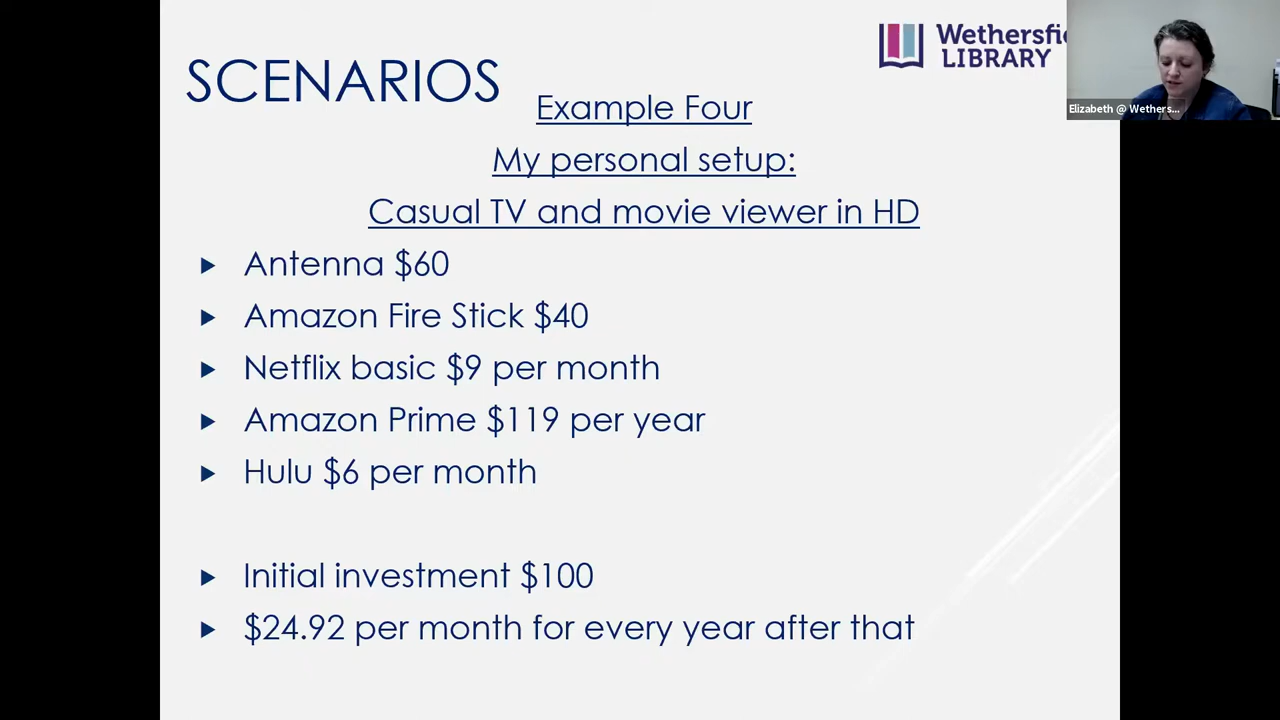 SCENARIOS
Wethersfi
LIBRARY
Elizabeth @ Wethers...
Example Four
My personal setup:
Casual TV and movie viewer in HD
Antenna $60
Amazon Fire Stick $40
Netflix basic $9 per month
Amazon Prime $119 per year
Hulu $6 per month
Initial investment $100
$24.92 per month for every year after that